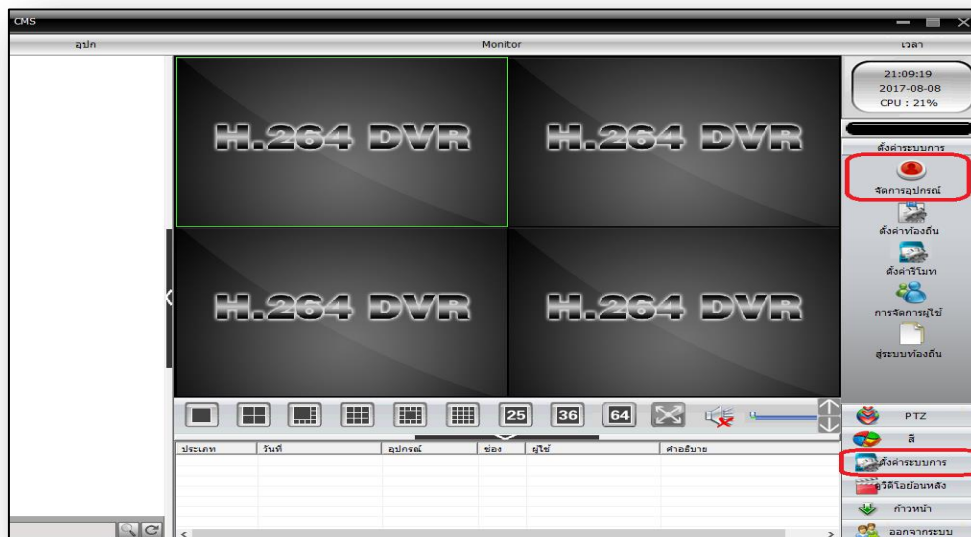 CMS
อุปก
Monitor
เวลา
21:09:19
2017-08-08
CPU : 21%
ตั้งค่าระบบการ
จัดการอุปกรณ์
ตั้งค่าท้องถิ่น
ตั้งค่ารีโมท
การจัดการผู้ใช้
สู่ระบบท้องถิ่น
H.264 DVR
H.264 DVR
H.264 DVR
H.264 DVR
25
36
64
ประเภท วันที่ อุปกรณ์ ช่อง ผู้ใช้ คำอธิบาย
PTZ
สี
ตั้งค่าระบบการ
ดูวิดีโอย้อนหลัง
ก้าวหน้า
ออกจากระบบ